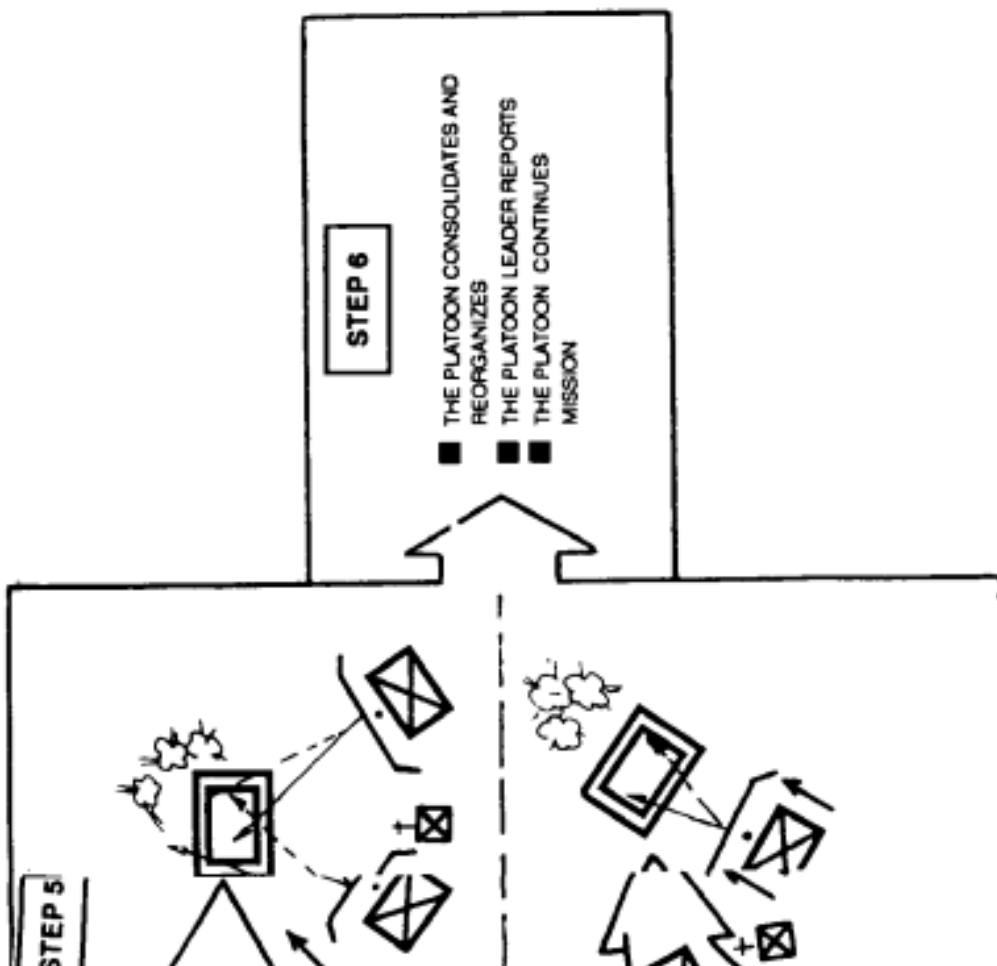 STEP 6
■ THE PLATOON CONSOLIDATES AND
REORGANIZES
■ THE PLATOON LEADER REPORTS
■ THE PLATOON CONTINUES
MISSION
STEP 5